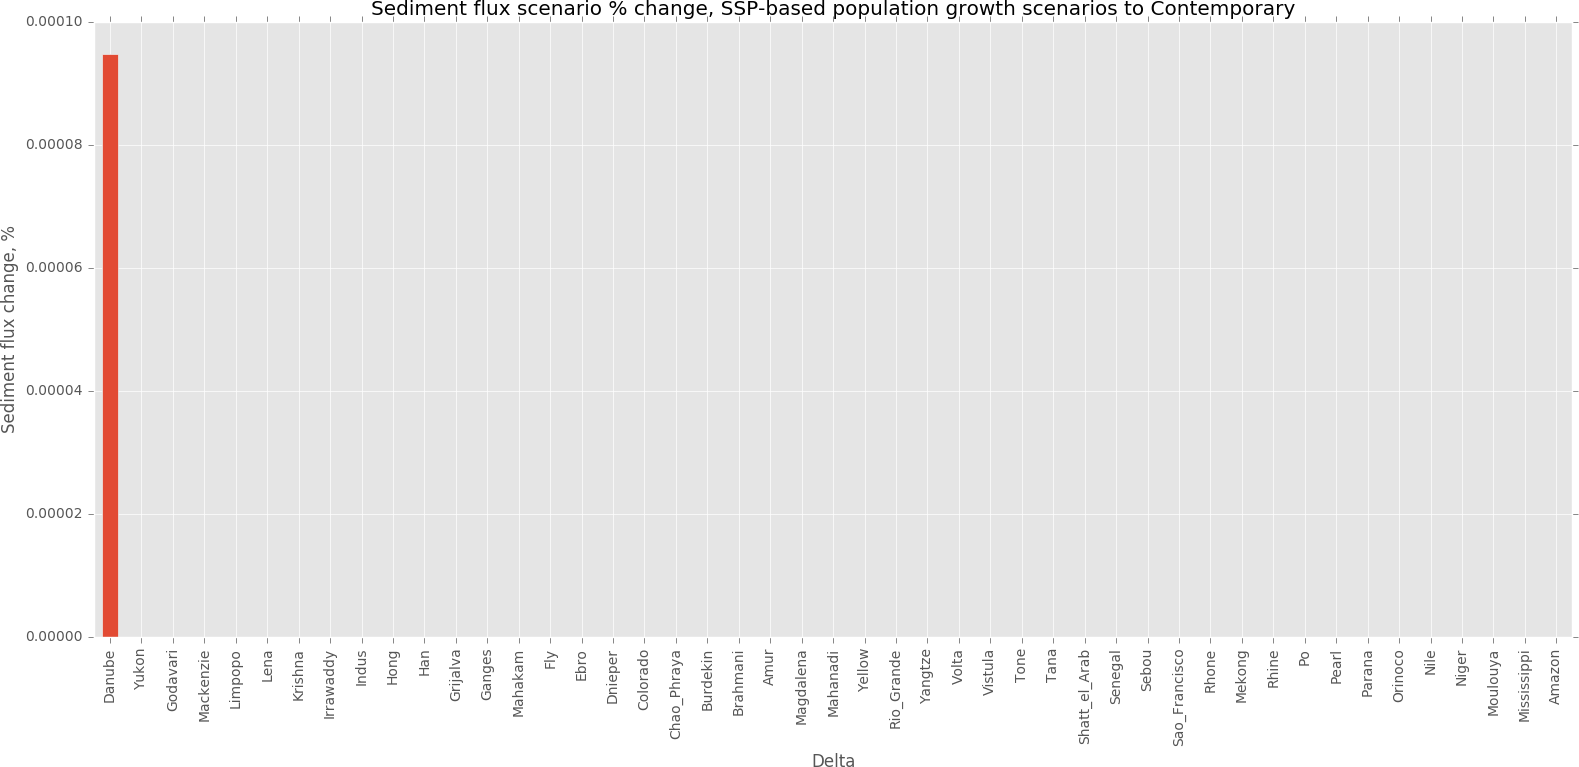 Sediment flux scenario % change, SSP-based population growth scenarios to Contemporary
Sediment flux change, %
0.00010
0.00008
0.00006
0.00004
0.00002
0.00000
Danube
Yukon
Godavari
Mackenzie
Limpopo
Lena
Krishna
Irrawaddy
Indus
Hong
Han
Grijalva
Ganges
Mahakam
Fly
Ebro
Dnieper
Colorado
Chao_Phraya
Burdekin
Brahmani
Amur
Magdalena
Mahanadi
Yellow
Rio_Grande
Yangtze
Volta
Vistula
Tone
Tana
Shatt_el_Arab
Senegal
Sebou
Sao_Francisco
Rhone
Mekong
Rhine
Po
Pearl
Parana
Orinoco
Nile
Niger
Moulouya
Mississippi
Amazon
Delta